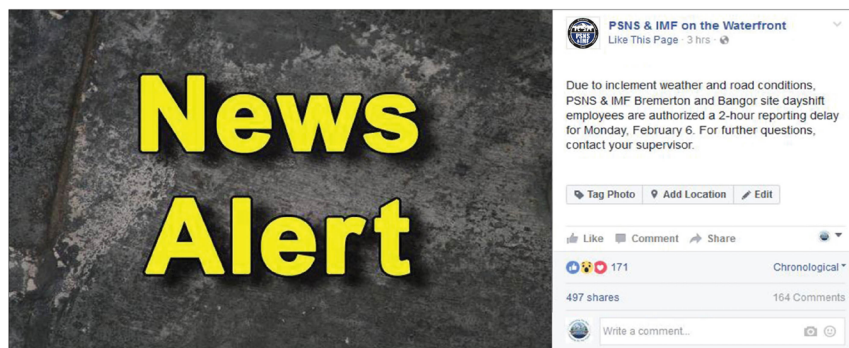 News
Alert
PSNS & IMF on the Waterfront
Like This Page · 3 hrs ·
Due to inclement weather and road conditions,
PSNS & IMF Bremerton and Bangor site dayshift
employees are authorized a 2-hour reporting delay
for Monday, February 6. For further questions,
contact your supervisor.
Tag Photo Add Location Edit
Like Comment Share
171 Chronological
497 shares 164 Comments
Write a comment...